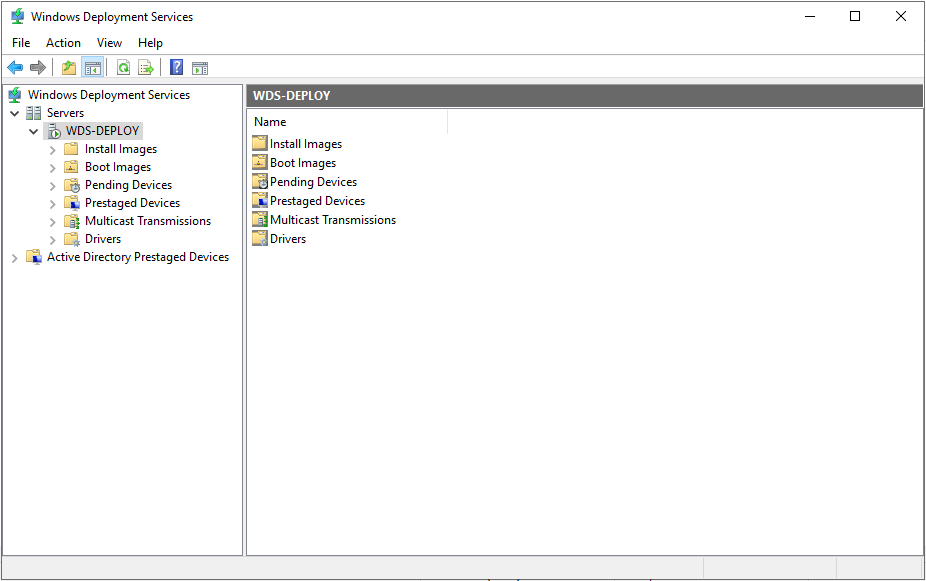 Windows Deployment Services
File Action View Help
Windows Deployment Services
Servers
WDS-DEPLOY
Install Images
Boot Images
Pending Devices
Prestaged Devices
Multicast Transmissions
Drivers
Active Directory Prestaged Devices
WDS-DEPLOY
Name
Install Images
Boot Images
Pending Devices
Prestaged Devices
Multicast Transmissions
Drivers